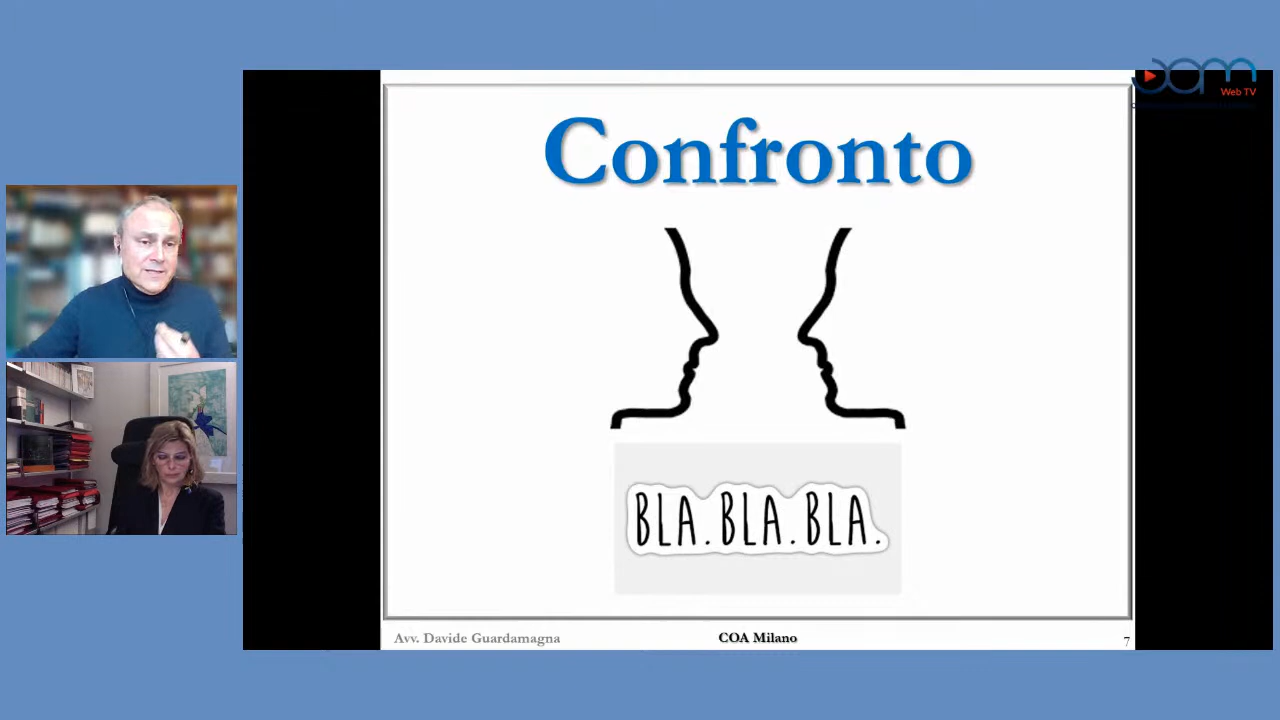 Web TV
Confronto
BLA. BLA. BLA.
Avv. Davide Guardamagna
COA Milano
7